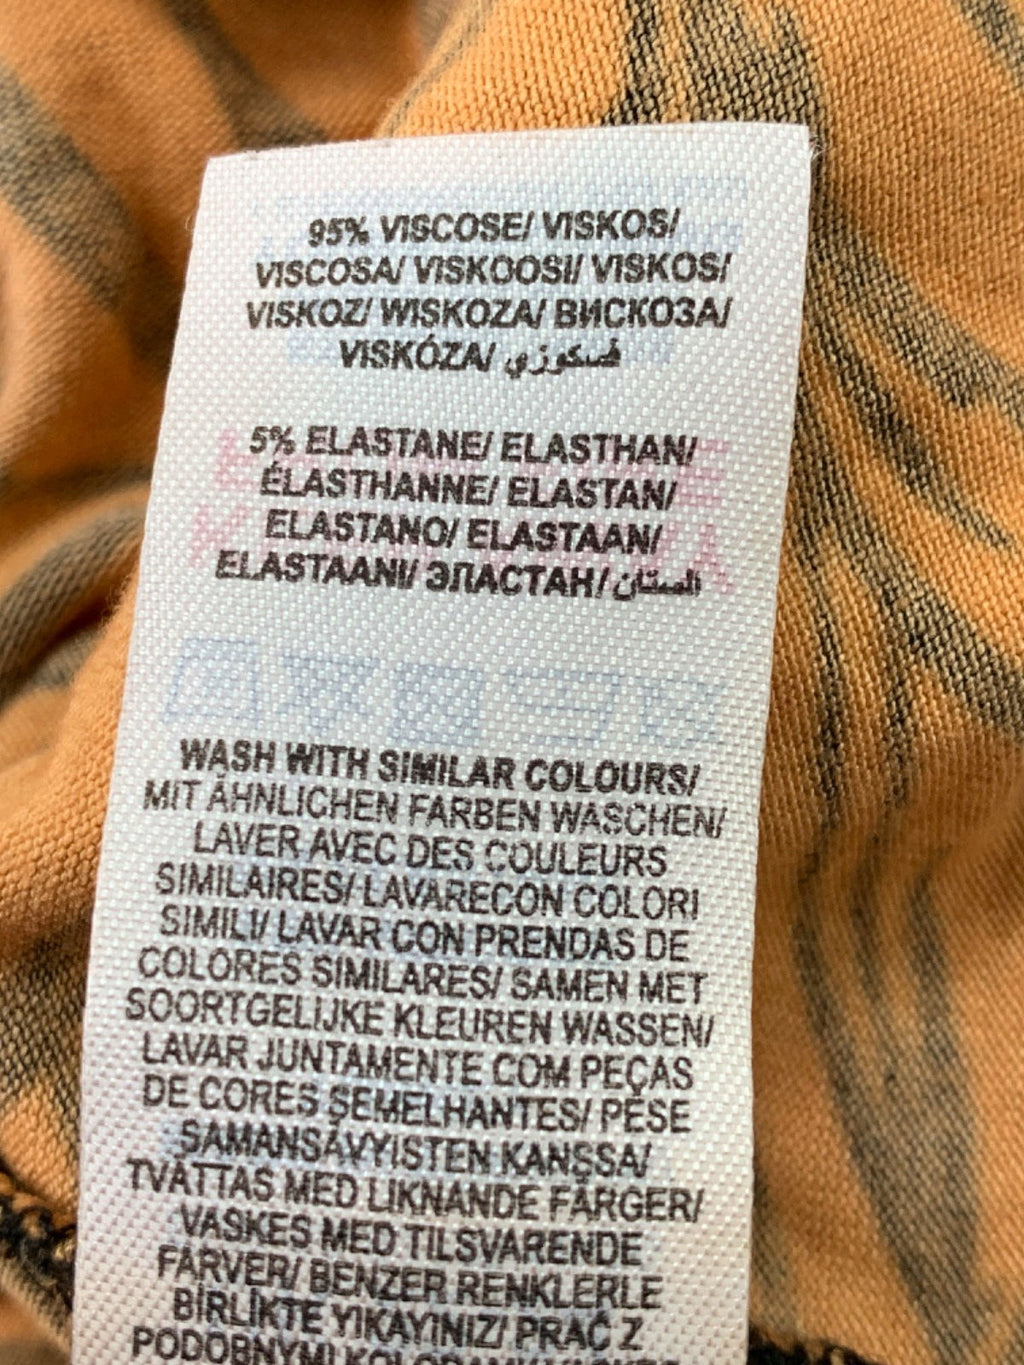 95% VISCOSE/ VISKOS/
VISCOSA/ VISKOOSI/ VISKOS/
VISKOZ/ WISKOZA/ ВИСКОЗА/
VISKÓZA/ فسكوزي
5% ELASTANE/ ELASTHAN/
ÉLASTHANNE/ ELASTAN/
ELASTANO/ ELASTAAN/
ELASTAANI/ ЭЛАСТАН/ الستان
WASH WITH SIMILAR COLOURS/
MIT ÄHNLICHEN FARBEN WASCHEN/
LAVER AVEC DES COULEURS
SIMILAIRES/ LAVARECON COLORI
SIMILI/ LAVAR CON PRENDAS DE
COLORES SIMILARES/ SAMEN MET
SOORTGELIJKE KLEUREN WASSEN/
LAVAR JUNTAMENTE COM PEÇAS
DE CORES SEMELHANTES/ PESE
SAMANSÄVYISTEN KANSSA/
TVÄTTAS MED LIKNANDE FÄRGER/
VASKES MED TILSVARENDE
FARVER/ BENZER RENKLERLE
BİRLİKTE YIKAYINIZ/ PRAĆ Z
PODOBNYMI KOLORAMI/